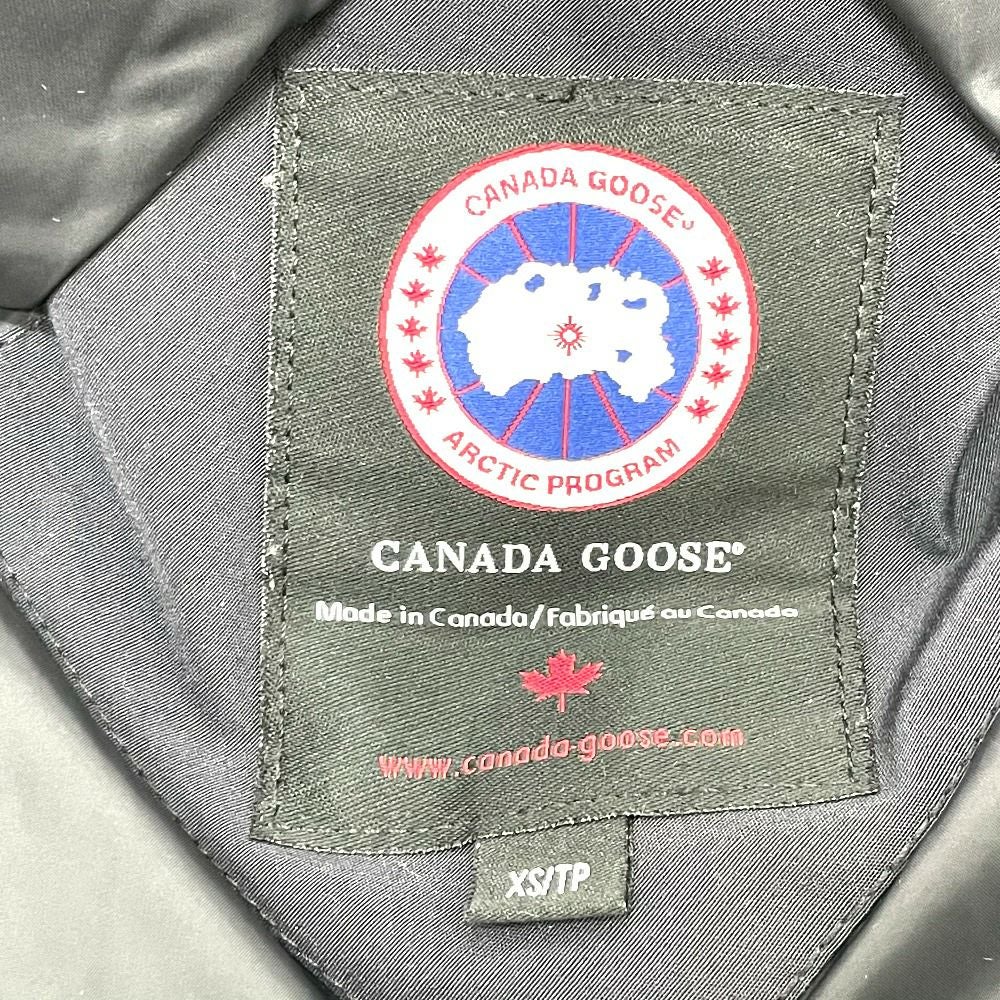 CANADA GOOSE®
ARCTIC PROGRAM
CANADA GOOSE®
Made in Canada/Fabriqué au Canada
www.canada-goose.com
XS/TP